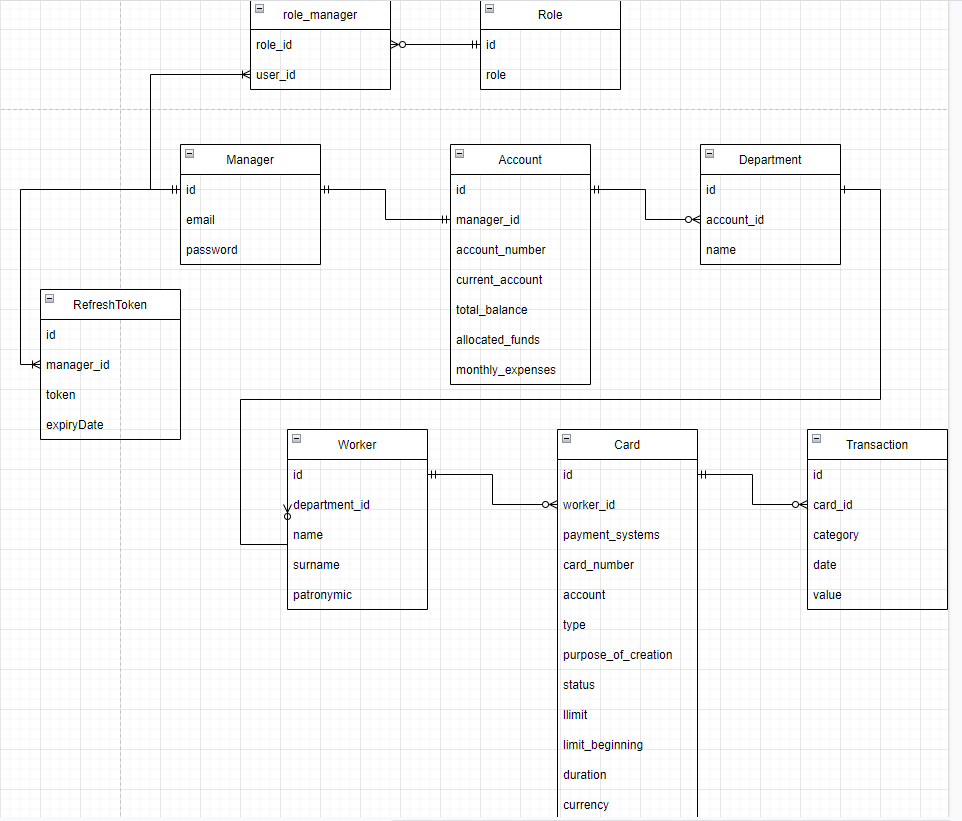 role_manager
role_id
user_id
Role
id
role
Manager
id
email
password
Account
id
manager_id
account_number
current_account
total_balance
allocated_funds
monthly_expenses
Department
id
account_id
name
RefreshToken
id
manager_id
token
expiryDate
Worker
id
department_id
name
surname
patronymic
Card
id
worker_id
payment_systems
card_number
account
type
purpose_of_creation
status
llimit
limit_beginning
duration
currency
Transaction
id
card_id
category
date
value